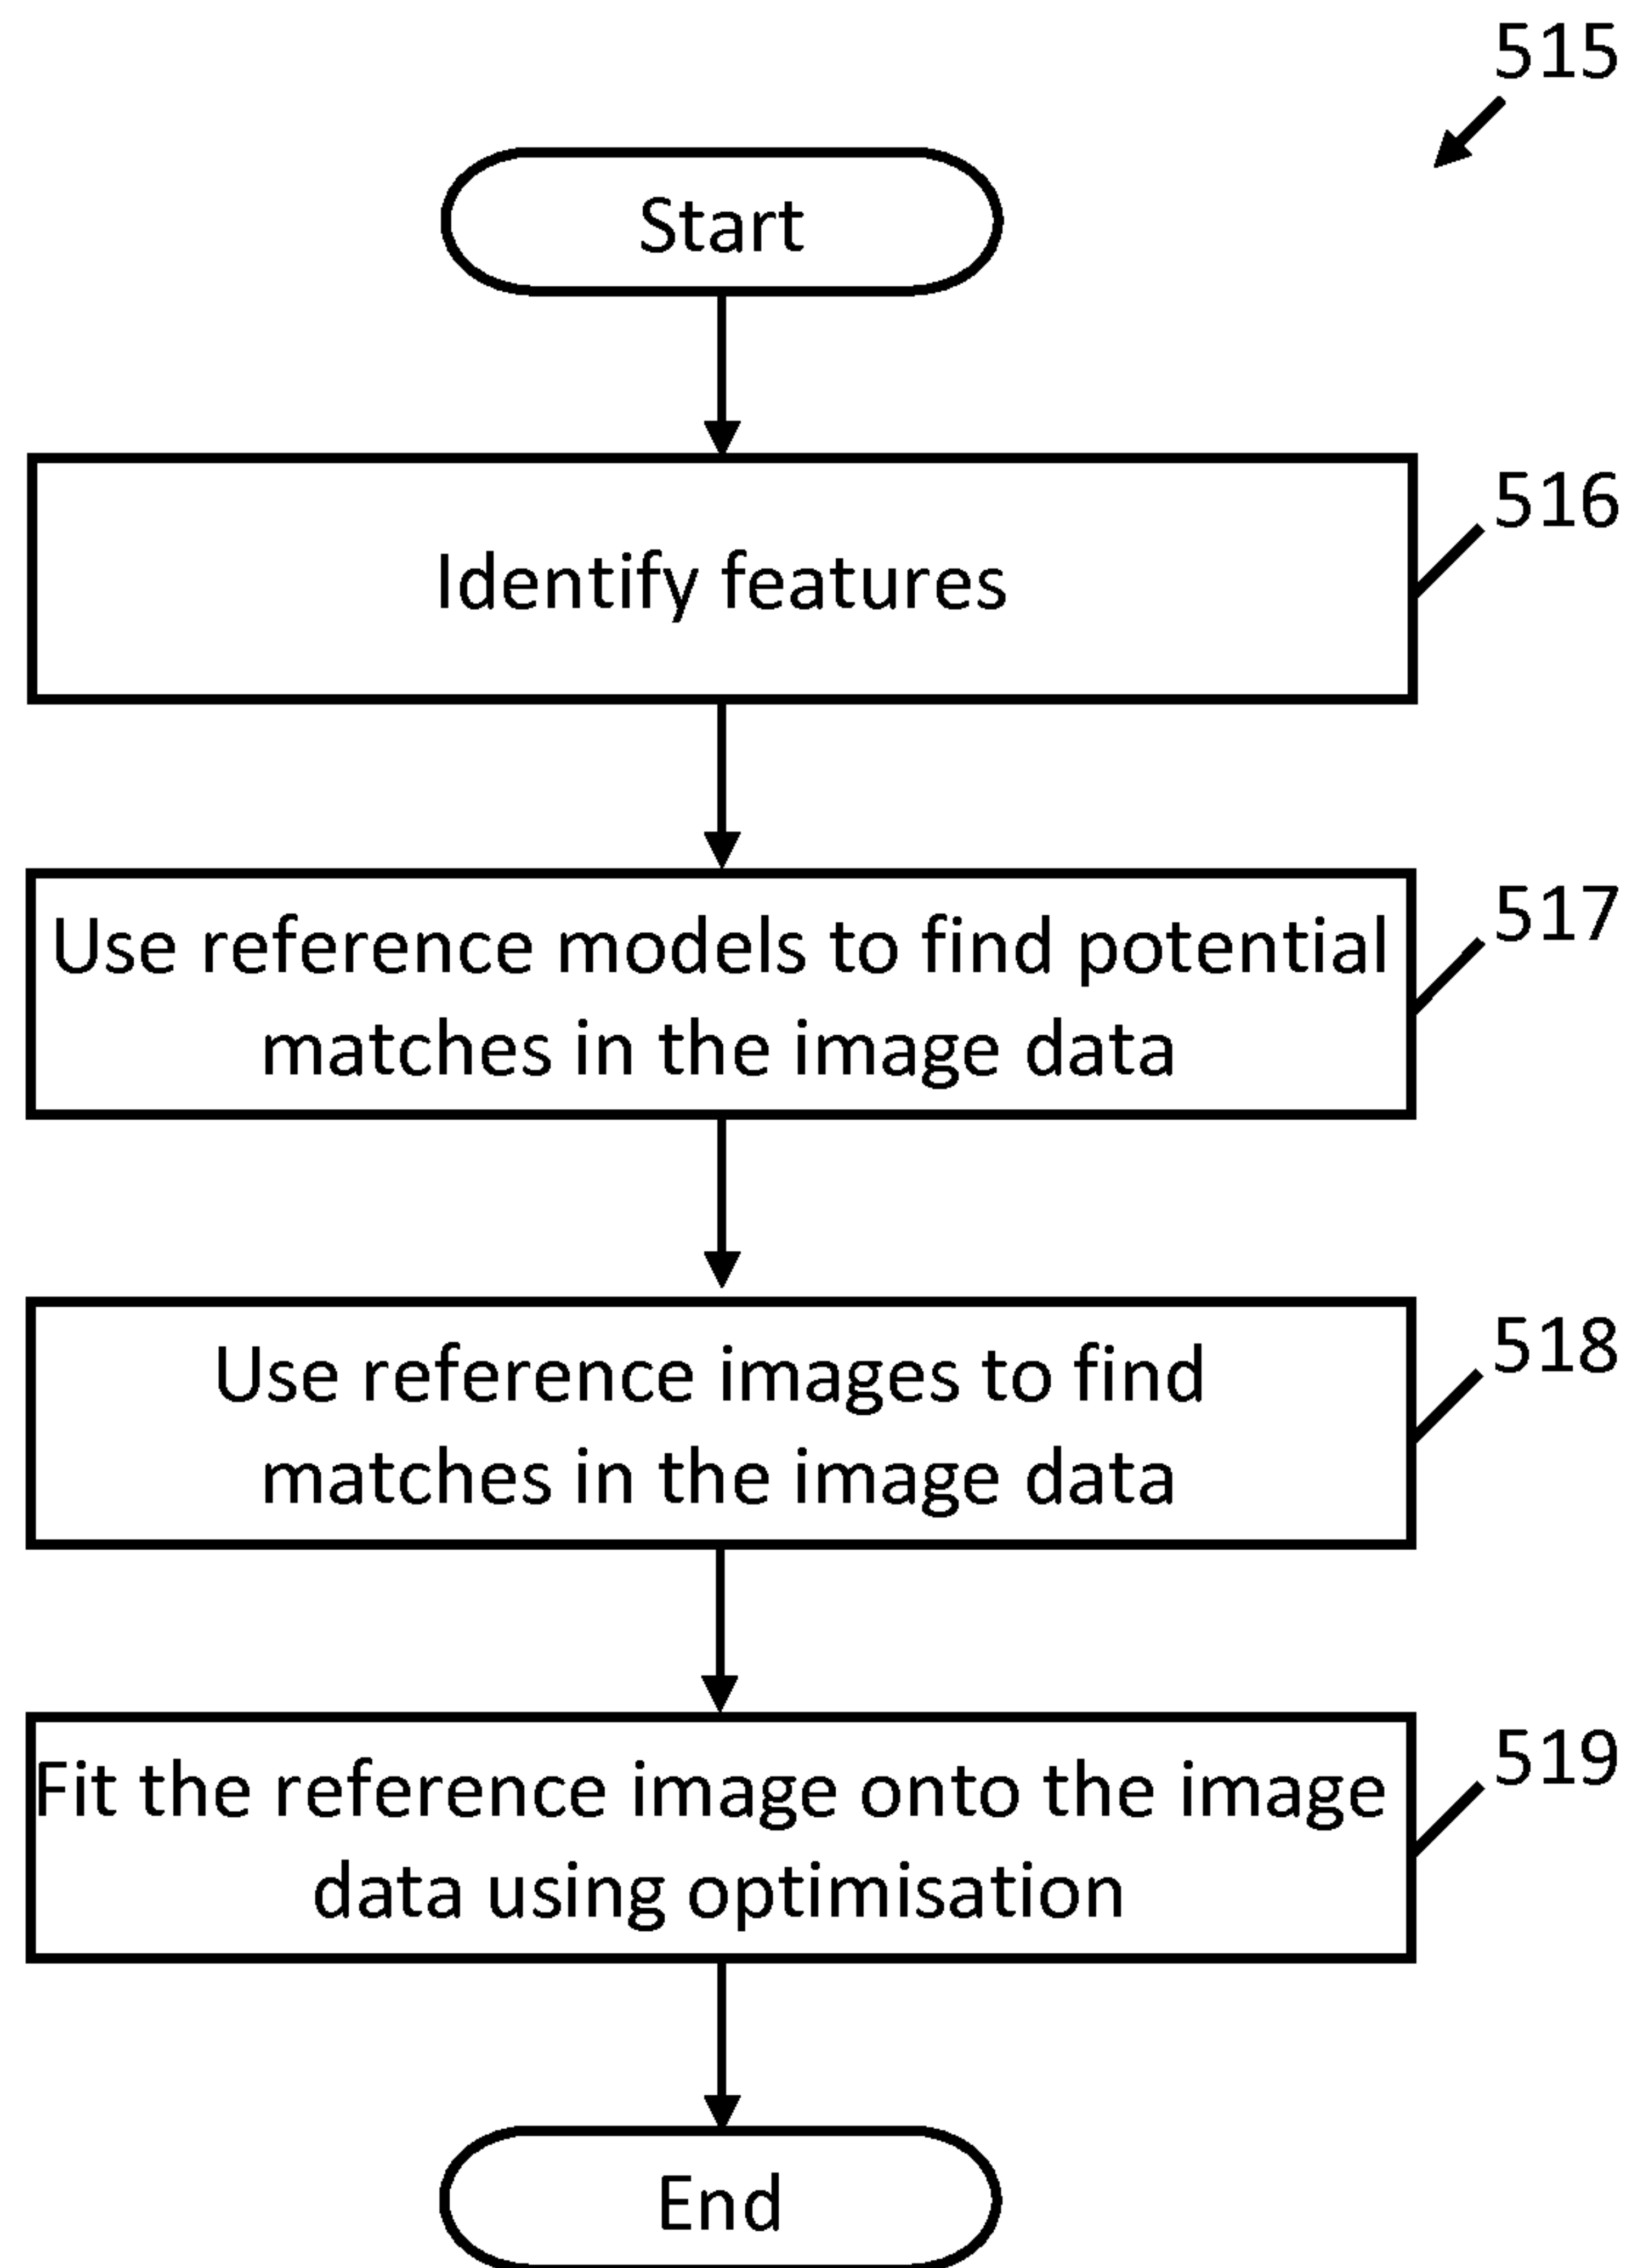 515
Start
Identify features
516
Use reference models to find potential
matches in the image data
517
Use reference images to find
matches in the image data
518
Fit the reference image onto the image
data using optimisation
519
End